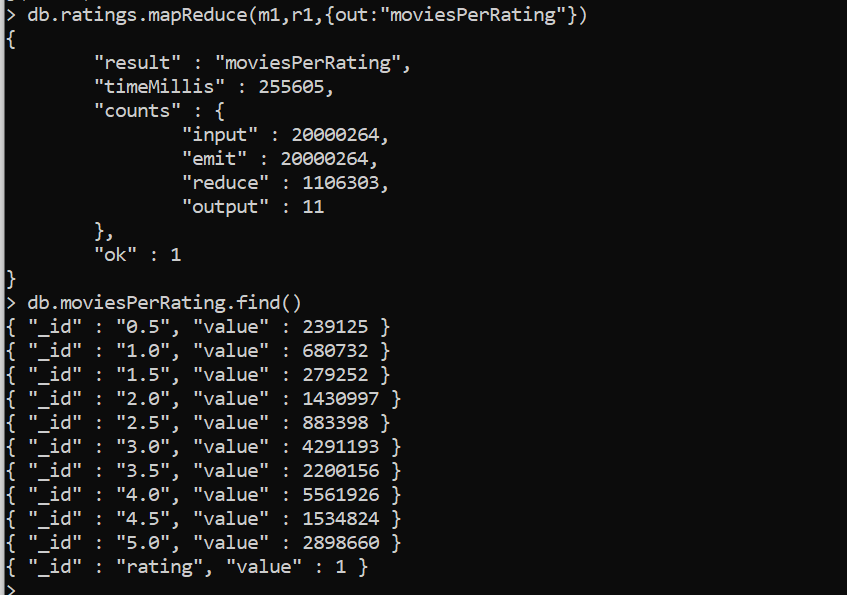 > db.ratings.mapReduce(m1,r1,{out:"moviesPerRating"})
{
        "result" : "moviesPerRating",
        "timeMillis" : 255605,
        "counts" : {
                "input" : 20000264,
                "emit" : 20000264,
                "reduce" : 1106303,
                "output" : 11
        },
        "ok" : 1
}
> db.moviesPerRating.find()
{ "_id" : "0.5", "value" : 239125 }
{ "_id" : "1.0", "value" : 680732 }
{ "_id" : "1.5", "value" : 279252 }
{ "_id" : "2.0", "value" : 1430997 }
{ "_id" : "2.5", "value" : 883398 }
{ "_id" : "3.0", "value" : 4291193 }
{ "_id" : "3.5", "value" : 2200156 }
{ "_id" : "4.0", "value" : 5561926 }
{ "_id" : "4.5", "value" : 1534824 }
{ "_id" : "5.0", "value" : 2898660 }
{ "_id" : "rating", "value" : 1 }
>